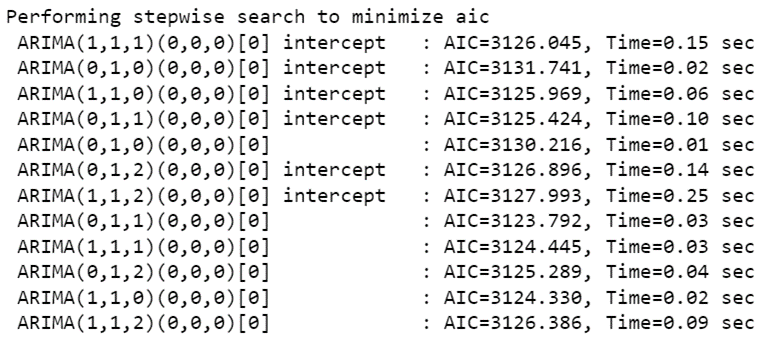 Performing stepwise search to minimize aic
ARIMA(1,1,1)(0,0,0)[0] intercept   : AIC=3126.045, Time=0.15 sec
ARIMA(0,1,0)(0,0,0)[0] intercept   : AIC=3131.741, Time=0.02 sec
ARIMA(1,1,0)(0,0,0)[0] intercept   : AIC=3125.969, Time=0.06 sec
ARIMA(0,1,1)(0,0,0)[0] intercept   : AIC=3125.424, Time=0.10 sec
ARIMA(0,1,0)(0,0,0)[0]             : AIC=3130.216, Time=0.01 sec
ARIMA(0,1,2)(0,0,0)[0] intercept   : AIC=3126.896, Time=0.14 sec
ARIMA(1,1,2)(0,0,0)[0] intercept   : AIC=3127.993, Time=0.25 sec
ARIMA(0,1,1)(0,0,0)[0]             : AIC=3123.792, Time=0.03 sec
ARIMA(1,1,1)(0,0,0)[0]             : AIC=3124.445, Time=0.03 sec
ARIMA(0,1,2)(0,0,0)[0]             : AIC=3125.289, Time=0.04 sec
ARIMA(1,1,0)(0,0,0)[0]             : AIC=3124.330, Time=0.02 sec
ARIMA(1,1,2)(0,0,0)[0]             : AIC=3126.386, Time=0.09 sec